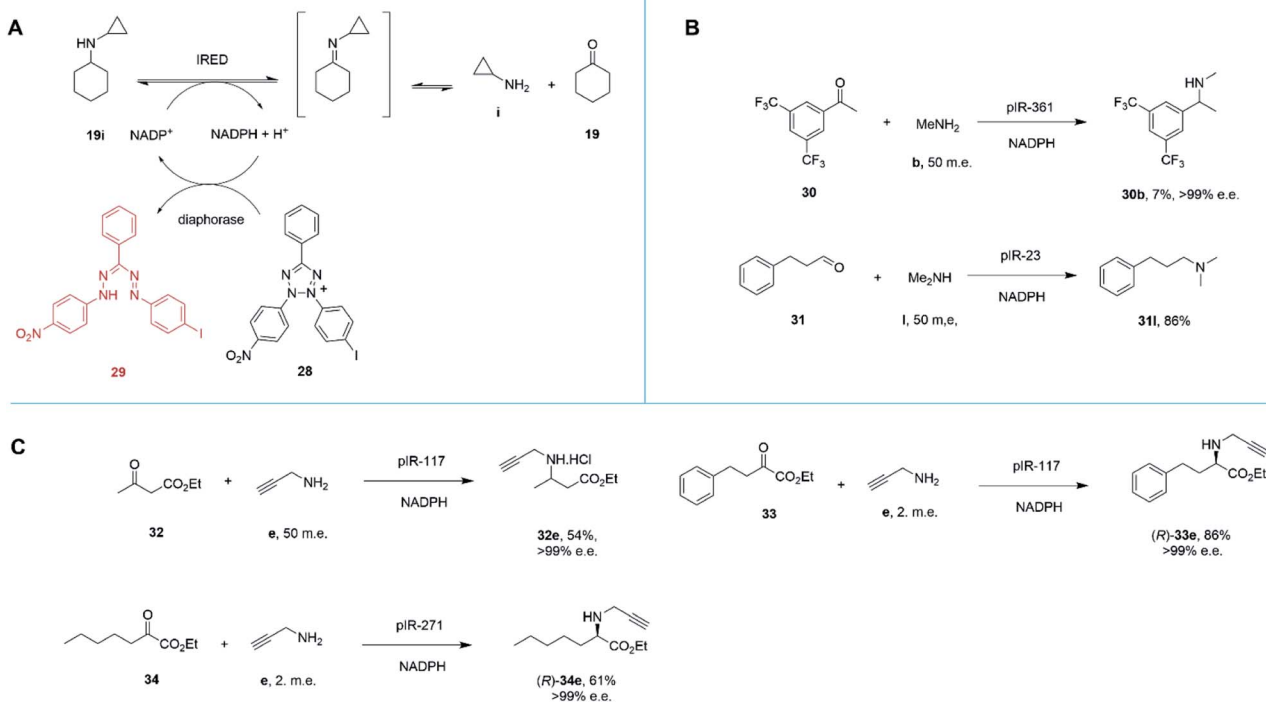 A
HN
IRED
N
NH2
+
O
i
19
19i
NADP+
NADPH + H+
diaphorase
N
NH
N
N
O2N
I
29
N
N
N
N
+
O2N
I
28
B
O
F3C
CF3
30
+
MeNH2
b, 50 m.e.
pIR-361
NADPH
HN
F3C
CF3
30b, 7%, >99% e.e.
O
31
+
Me2NH
l, 50 m,e,
pIR-23
NADPH
N
31l, 86%
C
O
CO2Et
32
+
NH2
e, 50 m.e.
pIR-117
NADPH
NH.HCl
CO2Et
32e, 54%,
>99% e.e.
O
CO2Et
33
+
NH2
e, 2. m.e.
pIR-117
NADPH
HN
CO2Et
(R)-33e, 86%
>99% e.e.
O
CO2Et
34
+
NH2
e, 2. m.e.
pIR-271
NADPH
HN
CO2Et
(R)-34e, 61%
>99% e.e.